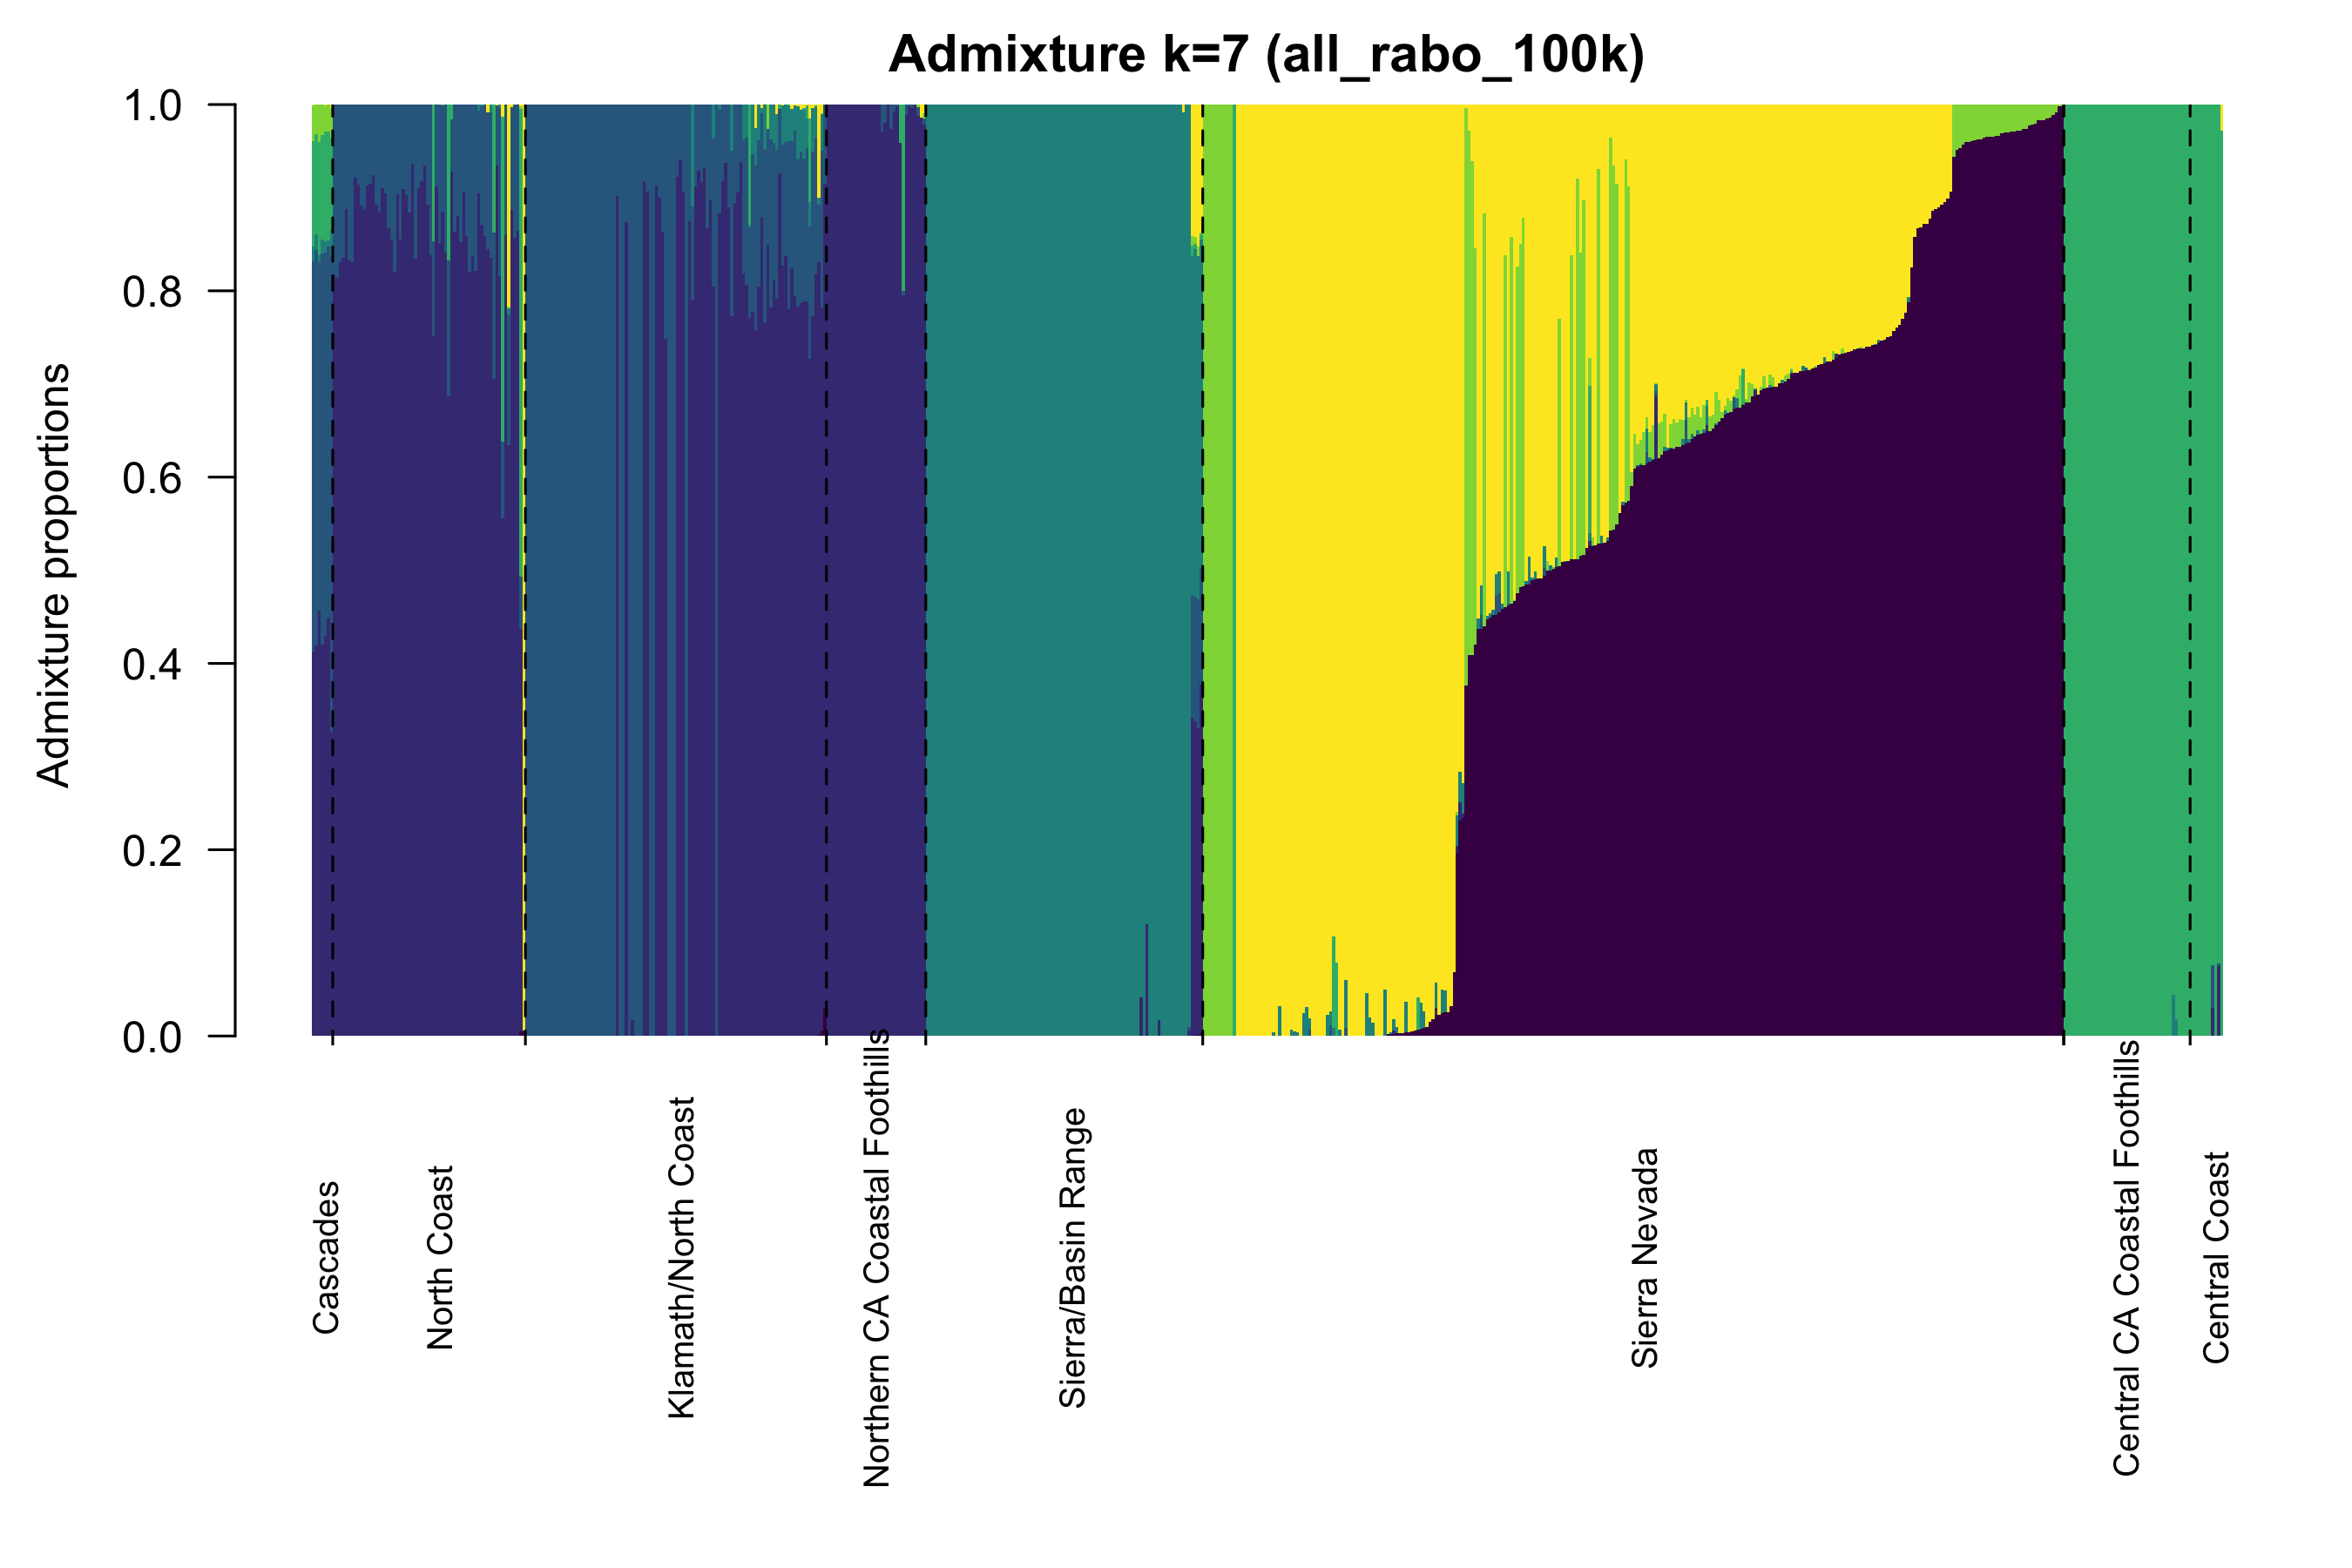 Admixture k=7 (all_rabo_100k)
Admixture proportions
1.0
0.8
0.6
0.4
0.2
0.0
Cascades
North Coast
Klamath/North Coast
Northern CA Coastal Foothills
Sierra/Basin Range
Sierra Nevada
Central CA Coastal Foothills
Central Coast